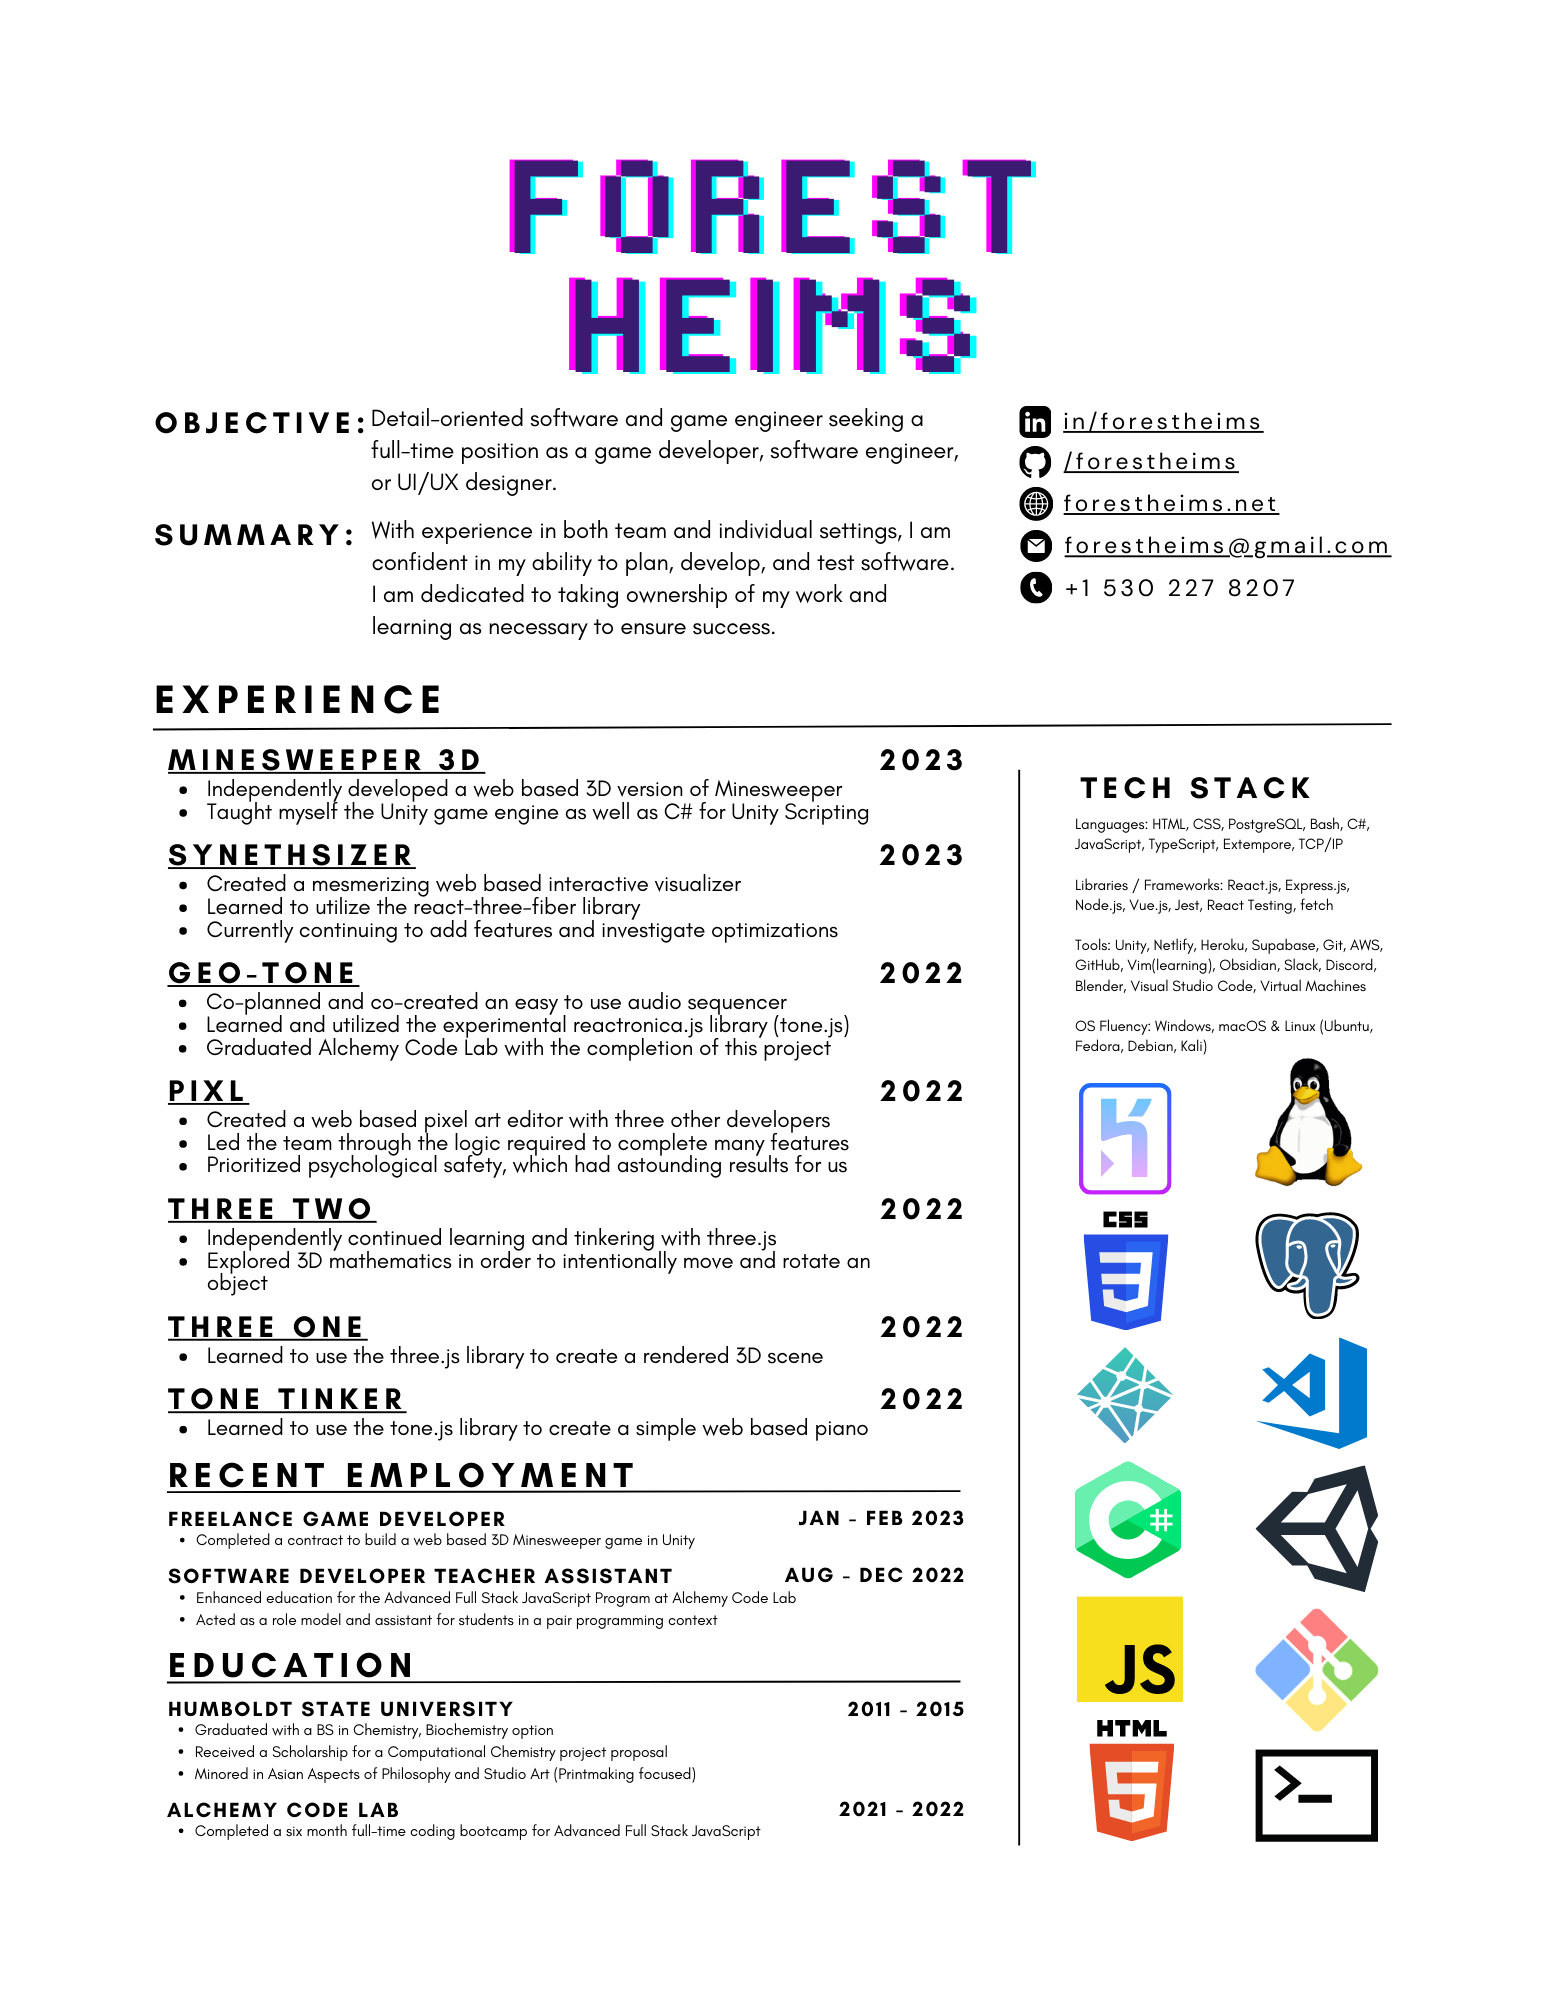 FOREST
HEIMS
OBJECTIVE:
Detail-oriented software and game engineer seeking a
full-time position as a game developer, software engineer,
or UI/UX designer.
SUMMARY:
With experience in both team and individual settings, I am
confident in my ability to plan, develop, and test software.
I am dedicated to taking ownership of my work and
learning as necessary to ensure success.
in/forestheims
/forestheims
forestheims.net
forestheims@gmail.com
+1 530 227 8207
EXPERIENCE
MINESWEEPER 3D 2023
• Independently developed a web based 3D version of Minesweeper
• Taught myself the Unity game engine as well as C# for Unity Scripting
SYNETHSIZER 2023
• Created a mesmerizing web based interactive visualizer
• Learned to utilize the react-three-fiber library
• Currently continuing to add features and investigate optimizations
GEO-TONE 2022
• Co-planned and co-created an easy to use audio sequencer
• Learned and utilized the experimental reactronica.js library (tone.js)
• Graduated Alchemy Code Lab with the completion of this project
PIXL 2022
• Created a web based pixel art editor with three other developers
• Led the team through the logic required to complete many features
• Prioritized psychological safety, which had astounding results for us
THREE TWO 2022
• Independently continued learning and tinkering with three.js
• Explored 3D mathematics in order to intentionally move and rotate an
object
THREE ONE 2022
• Learned to use the three.js library to create a rendered 3D scene
TONE TINKER 2022
• Learned to use the tone.js library to create a simple web based piano
RECENT EMPLOYMENT
FREELANCE GAME DEVELOPER JAN - FEB 2023
• Completed a contract to build a web based 3D Minesweeper game in Unity
SOFTWARE DEVELOPER TEACHER ASSISTANT AUG - DEC 2022
• Enhanced education for the Advanced Full Stack JavaScript Program at Alchemy Code Lab
• Acted as a role model and assistant for students in a pair programming context
EDUCATION
HUMBOLDT STATE UNIVERSITY 2011 - 2015
• Graduated with a BS in Chemistry, Biochemistry option
• Received a Scholarship for a Computational Chemistry project proposal
• Minored in Asian Aspects of Philosophy and Studio Art (Printmaking focused)
ALCHEMY CODE LAB 2021 - 2022
• Completed a six month full-time coding bootcamp for Advanced Full Stack JavaScript
TECH STACK
Languages: HTML, CSS, PostgreSQL, Bash, C#,
JavaScript, TypeScript, Extempore, TCP/IP
Libraries / Frameworks: React.js, Express.js,
Node.js, Vue.js, Jest, React Testing, fetch
Tools: Unity, Netlify, Heroku, Supabase, Git, AWS,
GitHub, Vim(learning), Obsidian, Slack, Discord,
Blender, Visual Studio Code, Virtual Machines
OS Fluency: Windows, macOS & Linux (Ubuntu,
Fedora, Debian, Kali)
CSS
3
C#
JS
HTML
5
>_